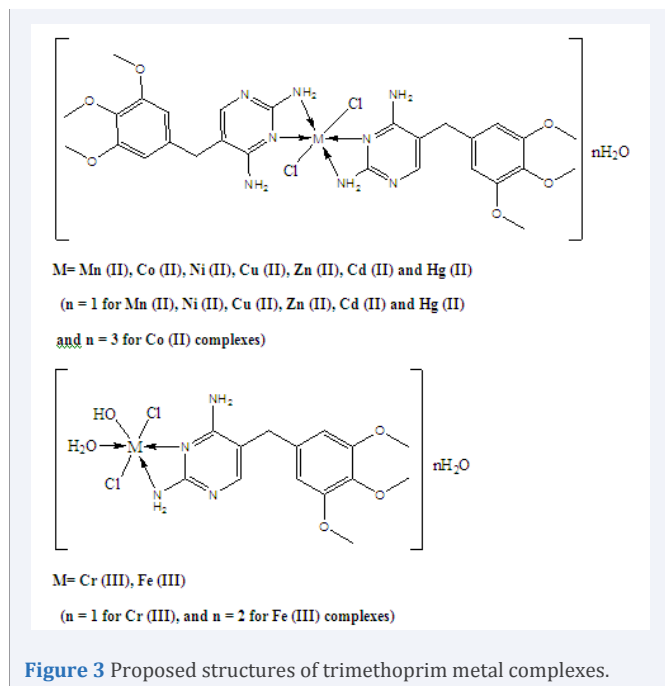 O
O
O
N
NH₂
N
NH₂
Cl
M
Cl
NH₂
N
NH₂
N
O
O
O
nH₂O
M= Mn (II), Co (II), Ni (II), Cu (II), Zn (II), Cd (II) and Hg (II)
(n = 1 for Mn (II), Ni (II), Cu (II), Zn (II), Cd (II) and Hg (II)
and n = 3 for Co (II) complexes)
NH₂
HO
Cl
H₂O
M
N
Cl
N
H₂
N
O
O
O
nH₂O
M= Cr (III), Fe (III)
(n = 1 for Cr (III), and n = 2 for Fe (III) complexes)
Figure 3 Proposed structures of trimethoprim metal complexes.